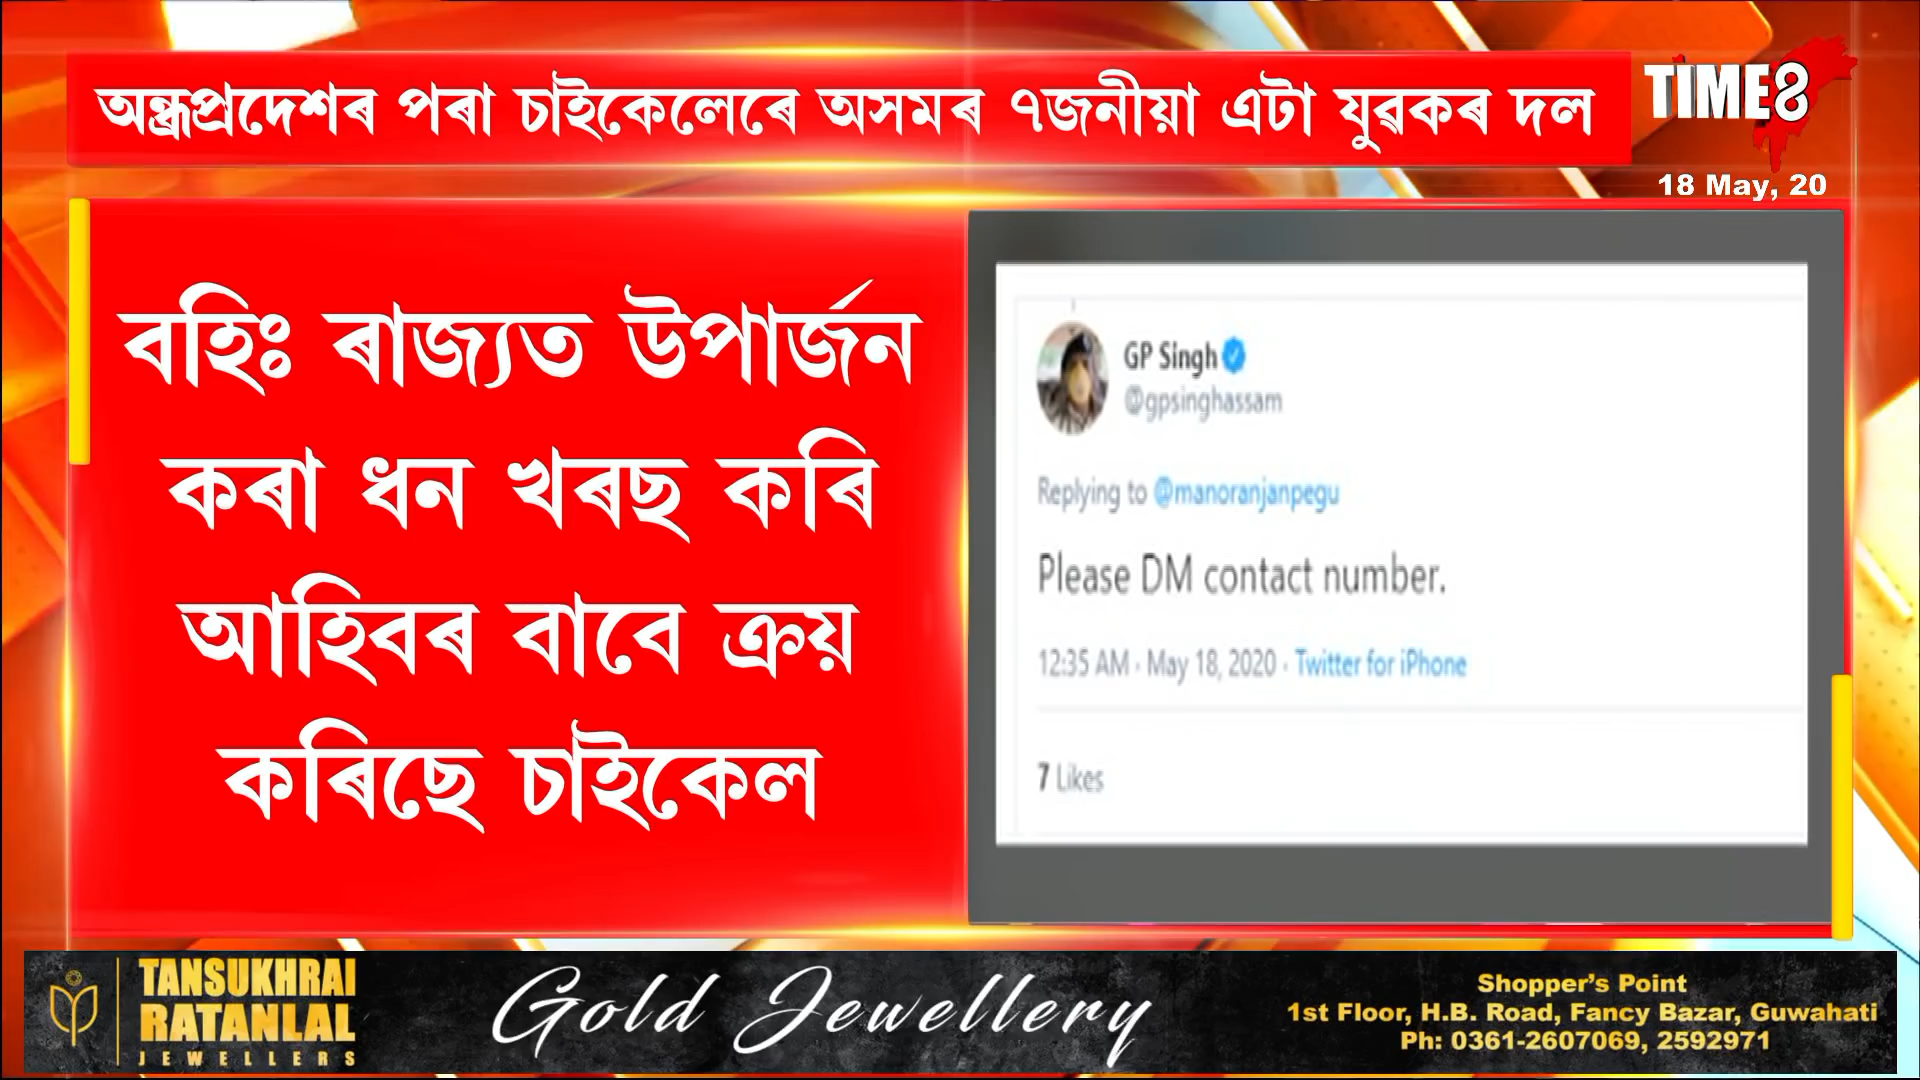 অন্ধ্ৰপ্ৰদেশৰ পৰা চাইকেলেৰে অসমৰ ৭জনীয়া এটা যুৱকৰ দল
TIME8
18 May, 20
বহিঃ ৰাজ্যত উপাৰ্জন
কৰা ধন খৰছ কৰি
আহিবৰ বাবে ক্ৰয়
কৰিছে চাইকেল
GP Singh
@gpsinghassam
Replying to @manoranjanpegu
Please DM contact number.
12:35 AM · May 18, 2020 · Twitter for iPhone
7 Likes
TANSUKHRAI
RATANLAL
JEWELLERS
Gold Jewellery
Shopper's Point
1st Floor, H.B. Road, Fancy Bazar, Guwahati
Ph: 0361-2607069, 2592971